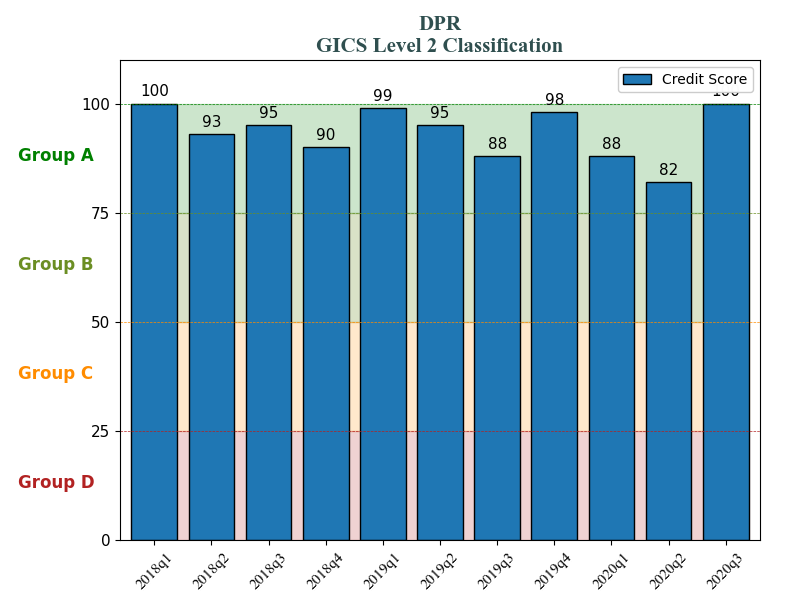 DPR
GICS Level 2 Classification
Credit Score
100
93
95
90
99
95
88
98
88
82
100
100
75
50
25
0
Group A
Group B
Group C
Group D
2018q1
2018q2
2018q3
2018q4
2019q1
2019q2
2019q3
2019q4
2020q1
2020q2
2020q3